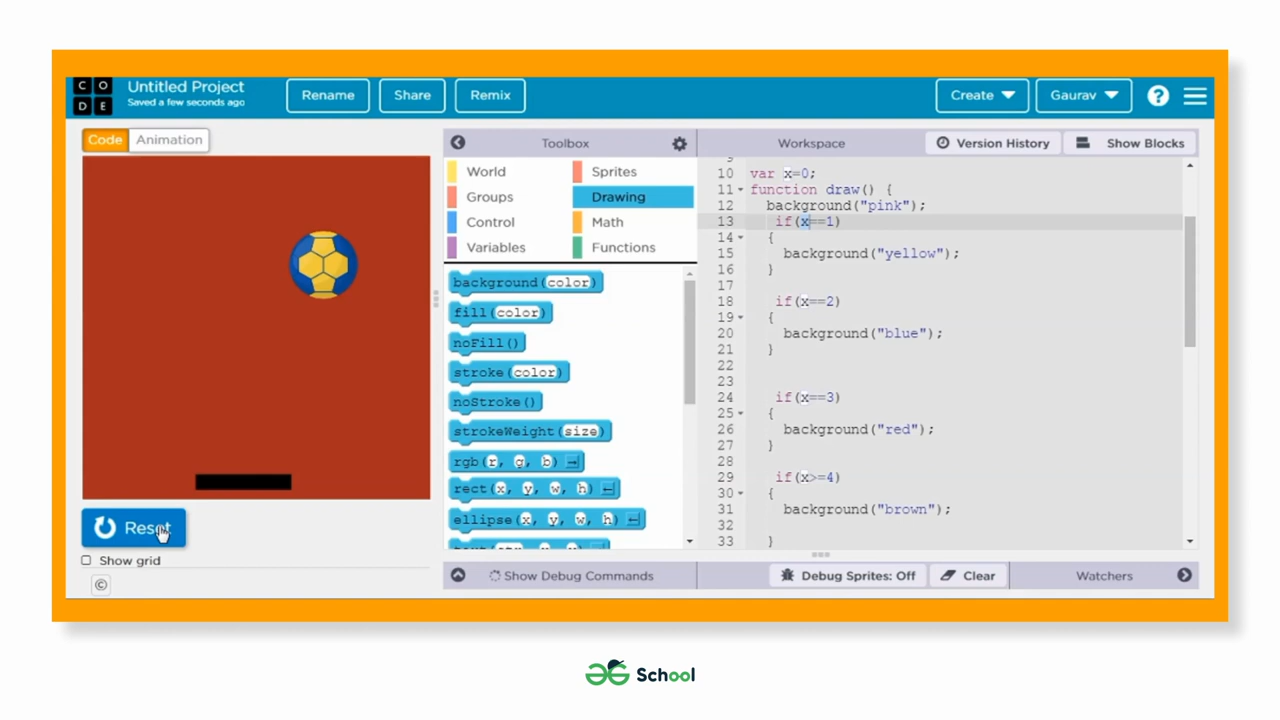 C O
D E
Untitled Project
Saved a few seconds ago
Rename
Share
Remix
Create
Gaurav
?
Code
Animation
Toolbox
Workspace
Version History
Show Blocks
World
Sprites
Groups
Drawing
Control
Math
Variables
Functions
background(color)
fill(color)
noFill()
stroke(color)
noStroke()
strokeWeight(size)
rgb(r, g, b)
rect(x, y, w, h)
ellipse(x, y, w, h)
10 var x=0;
11 function draw() {
12 background("pink");
13 if(x==1)
14 {
15 background("yellow");
16 }
17
18 if(x==2)
19 {
20 background("blue");
21 }
22
23
24 if(x==3)
25 {
26 background("red");
27 }
28
29 if(x>=4)
30 {
31 background("brown");
32
33 }
Reset
Show grid
©
Show Debug Commands
Debug Sprites: Off
Clear
Watchers
School